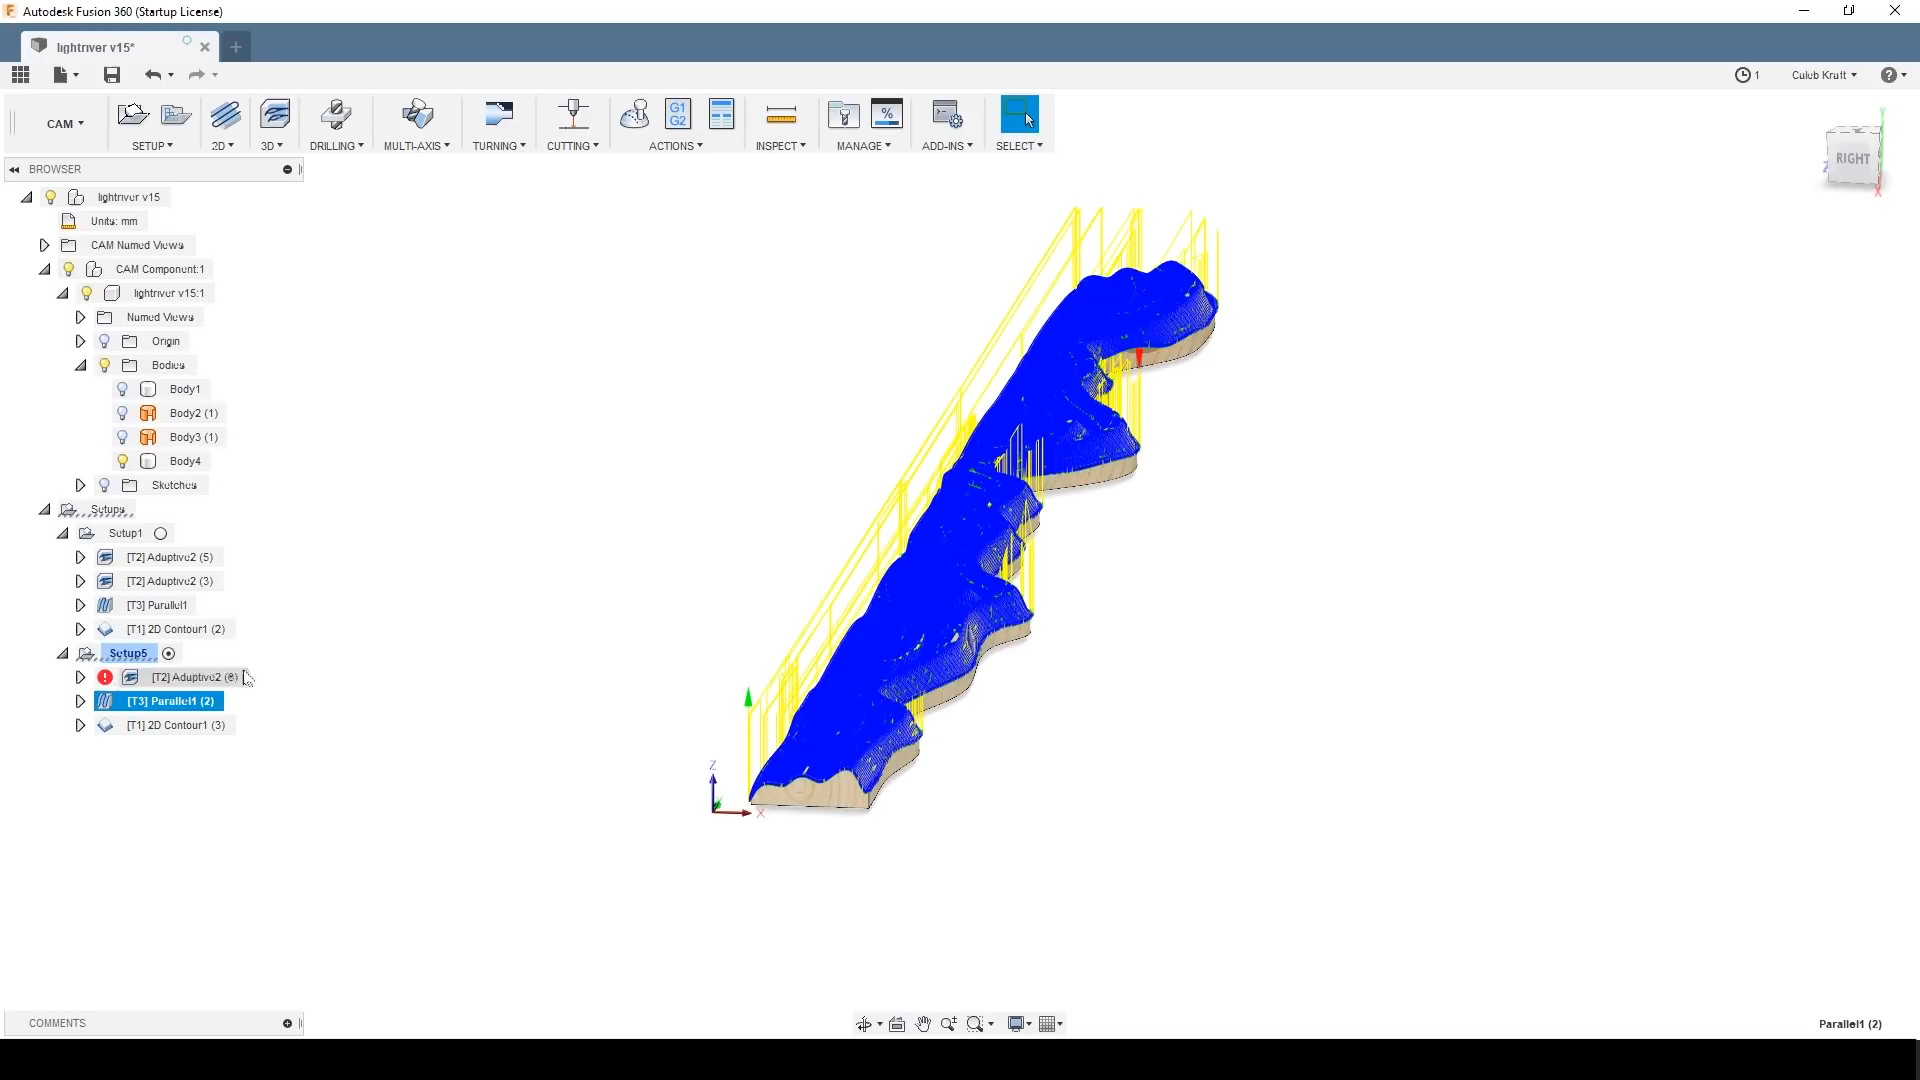 Autodesk Fusion 360 (Startup License)
lightriver v15*
1
Caleb Kraft
CAM
SETUP
2D
3D
DRILLING
MULTI-AXIS
TURNING
CUTTING
G1
G2
ACTIONS
INSPECT
%
MANAGE
ADD-INS
SELECT
RIGHT
Z
X
BROWSER
lightriver v15
Units: mm
CAM Named Views
CAM Component:1
lightriver v15:1
Named Views
Origin
Bodies
Body1
Body2 (1)
Body3 (1)
Body4
Sketches
Setups
Setup1
[T2] Adaptive2 (5)
[T2] Adaptive2 (3)
[T3] Parallel1
[T1] 2D Contour1 (2)
Setup5
[T2] Adaptive2 (6)
[T3] Parallel1 (2)
[T1] 2D Contour1 (3)
Z
X
COMMENTS
Parallel1 (2)